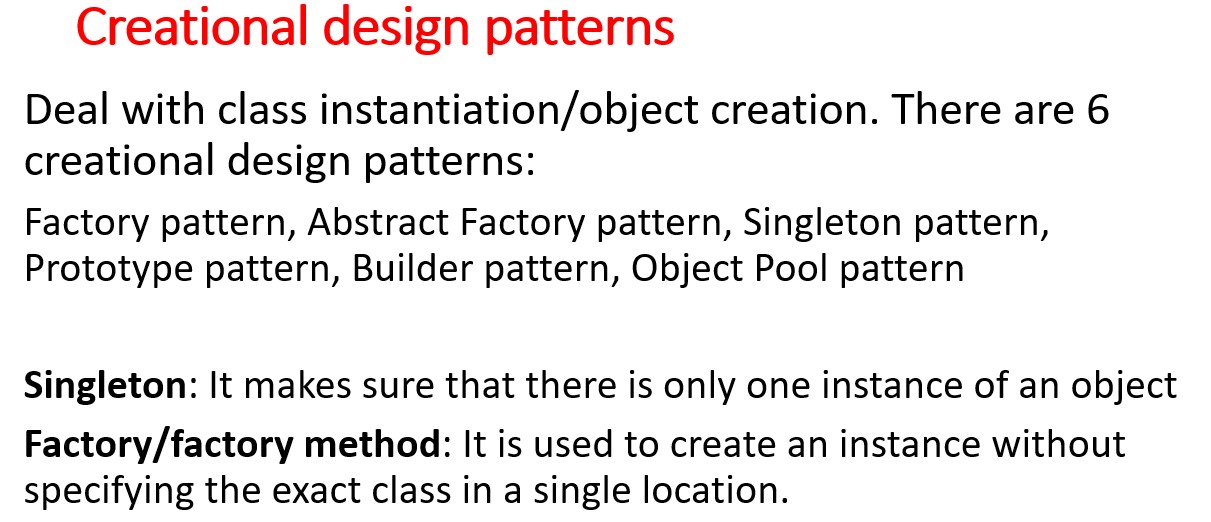 Creational design patterns
Deal with class instantiation/object creation. There are 6
creational design patterns:
Factory pattern, Abstract Factory pattern, Singleton pattern,
Prototype pattern, Builder pattern, Object Pool pattern
Singleton: It makes sure that there is only one instance of an object
Factory/factory method: It is used to create an instance without
specifying the exact class in a single location.